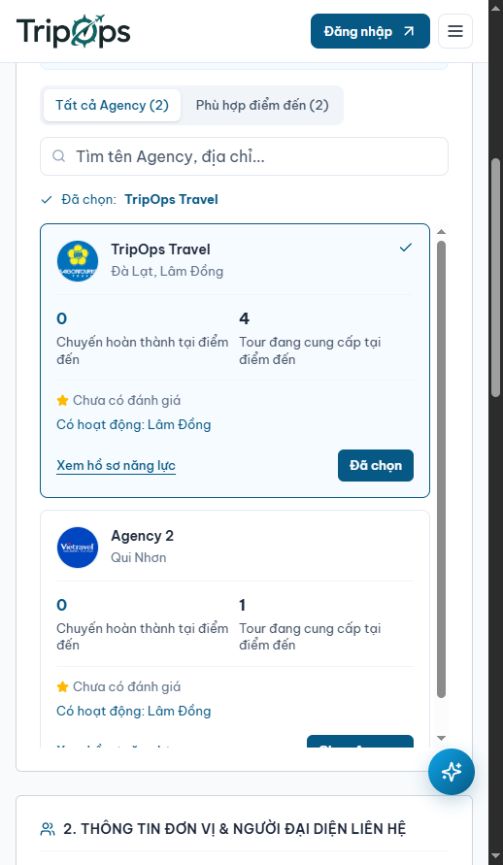 TripOps
Đăng nhập
Tất cả Agency (2)
Phù hợp điểm đến (2)
Tìm tên Agency, địa chỉ...
Đã chọn: TripOps Travel
TripOps Travel
Đà Lạt, Lâm Đồng
0
Chuyến hoàn thành tại điểm
đến
4
Tour đang cung cấp tại
điểm đến
Chưa có đánh giá
Có hoạt động: Lâm Đồng
Xem hồ sơ năng lực
Đã chọn
Vietravel
Agency 2
Qui Nhơn
0
Chuyến hoàn thành tại điểm
đến
1
Tour đang cung cấp tại
điểm đến
Chưa có đánh giá
Có hoạt động: Lâm Đồng
2. THÔNG TIN ĐƠN VỊ & NGƯỜI ĐẠI DIỆN LIÊN HỆ